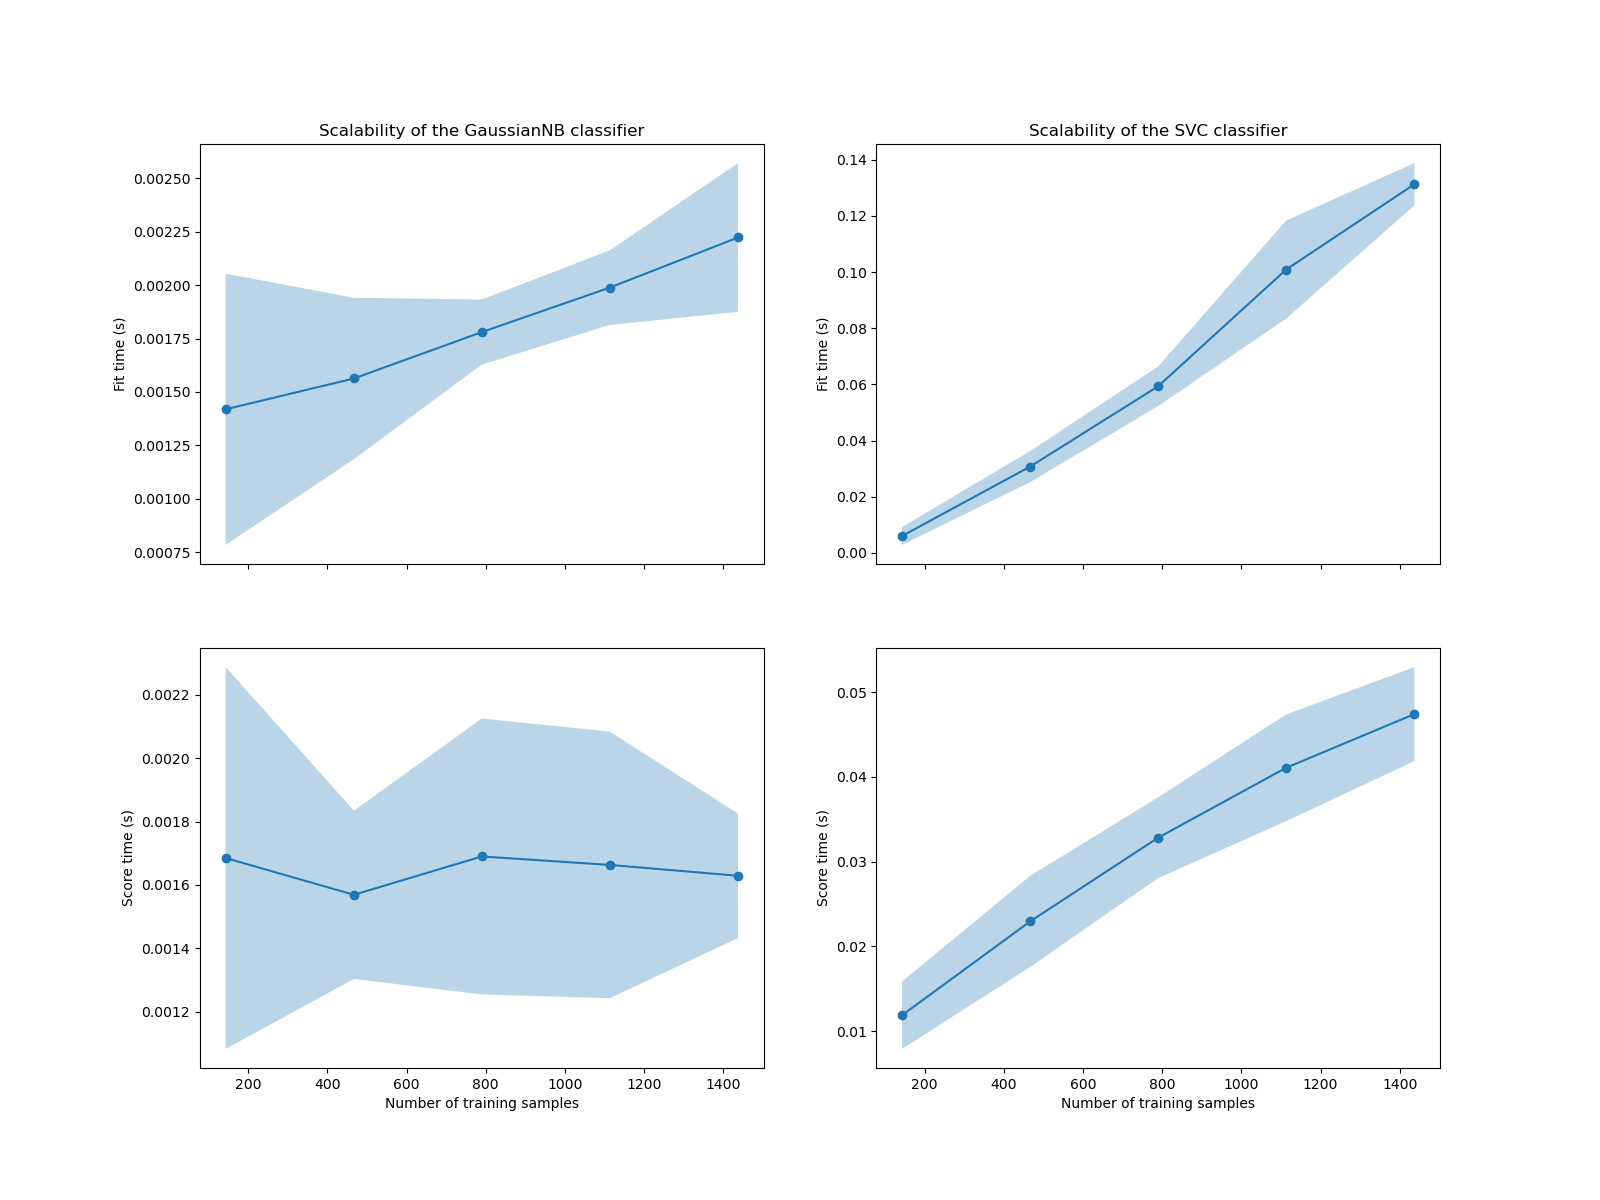 Scalability of the GaussianNB classifier
Fit time (s)
0.00250
0.00225
0.00200
0.00175
0.00150
0.00125
0.00100
0.00075
Scalability of the SVC classifier
Fit time (s)
0.14
0.12
0.10
0.08
0.06
0.04
0.02
0.00
Score time (s)
0.0022
0.0020
0.0018
0.0016
0.0014
0.0012
200 400 600 800 1000 1200 1400
Number of training samples
Score time (s)
0.05
0.04
0.03
0.02
0.01
200 400 600 800 1000 1200 1400
Number of training samples